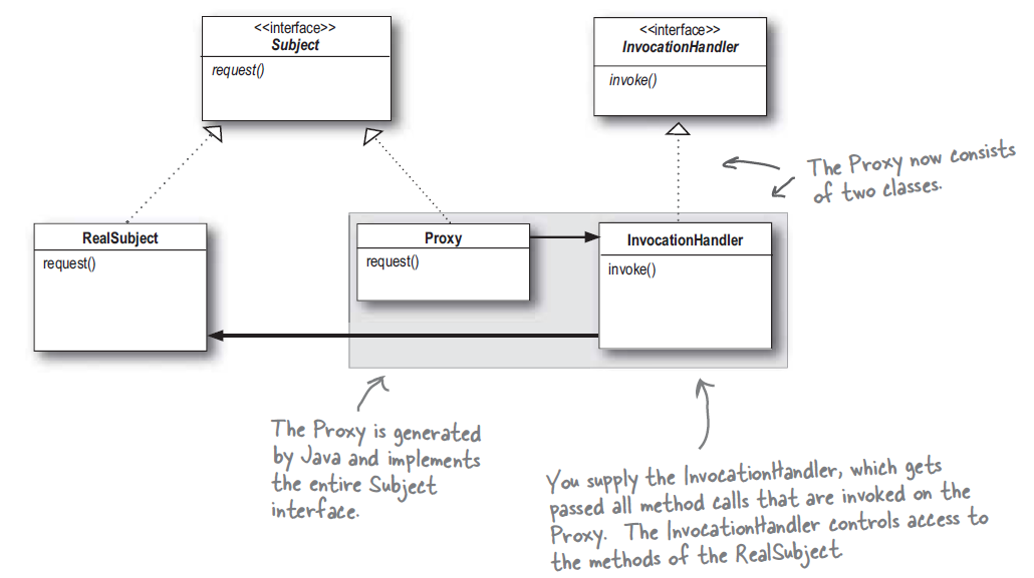 <<interface>>
Subject
request()
<<interface>>
InvocationHandler
invoke()
The Proxy now consists
of two classes.
RealSubject
request()
Proxy
request()
InvocationHandler
invoke()
The Proxy is generated
by Java and implements
the entire Subject
interface.
You supply the InvocationHandler, which gets
passed all method calls that are invoked on the
Proxy. The InvocationHandler controls access to
the methods of the RealSubject